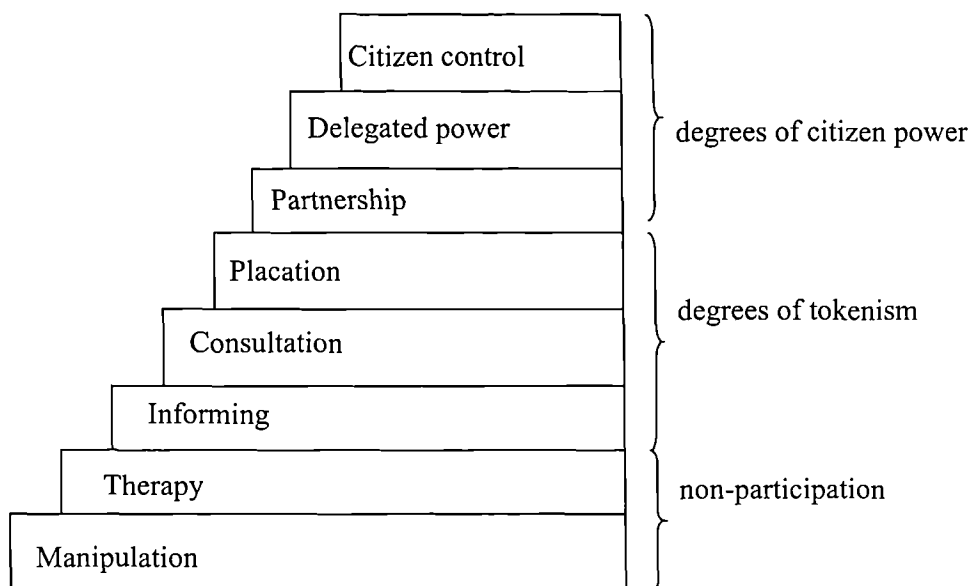 Citizen control
Delegated power
degrees of citizen power
Partnership
Placation
degrees of tokenism
Consultation
Informing
Therapy
non-participation
Manipulation